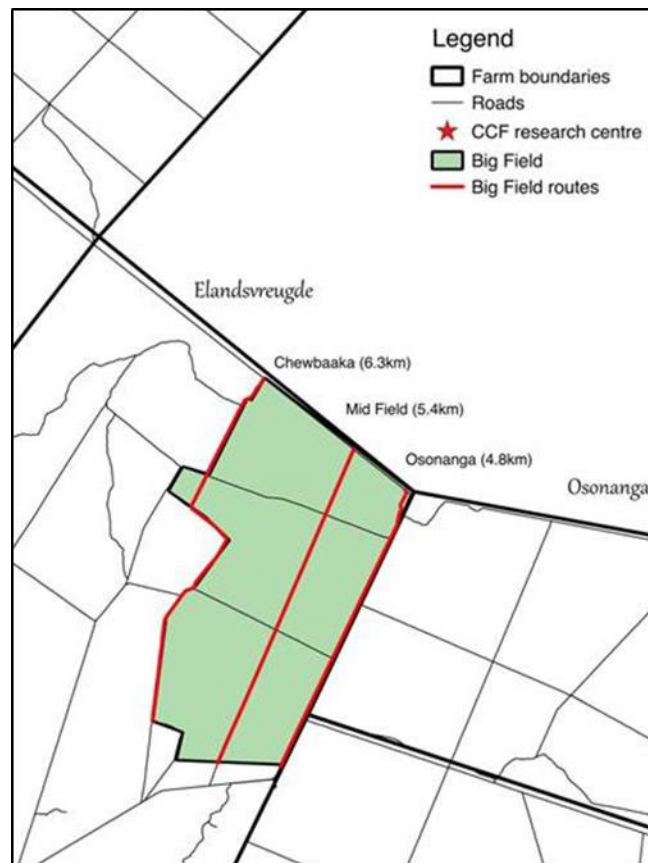 Legend
Farm boundaries
Roads
CCF research centre
Big Field
Big Field routes
Elandsvreugde
Chewbaaka (6.3km)
Mid Field (5.4km)
Osonanga (4.8km)
Osonanga